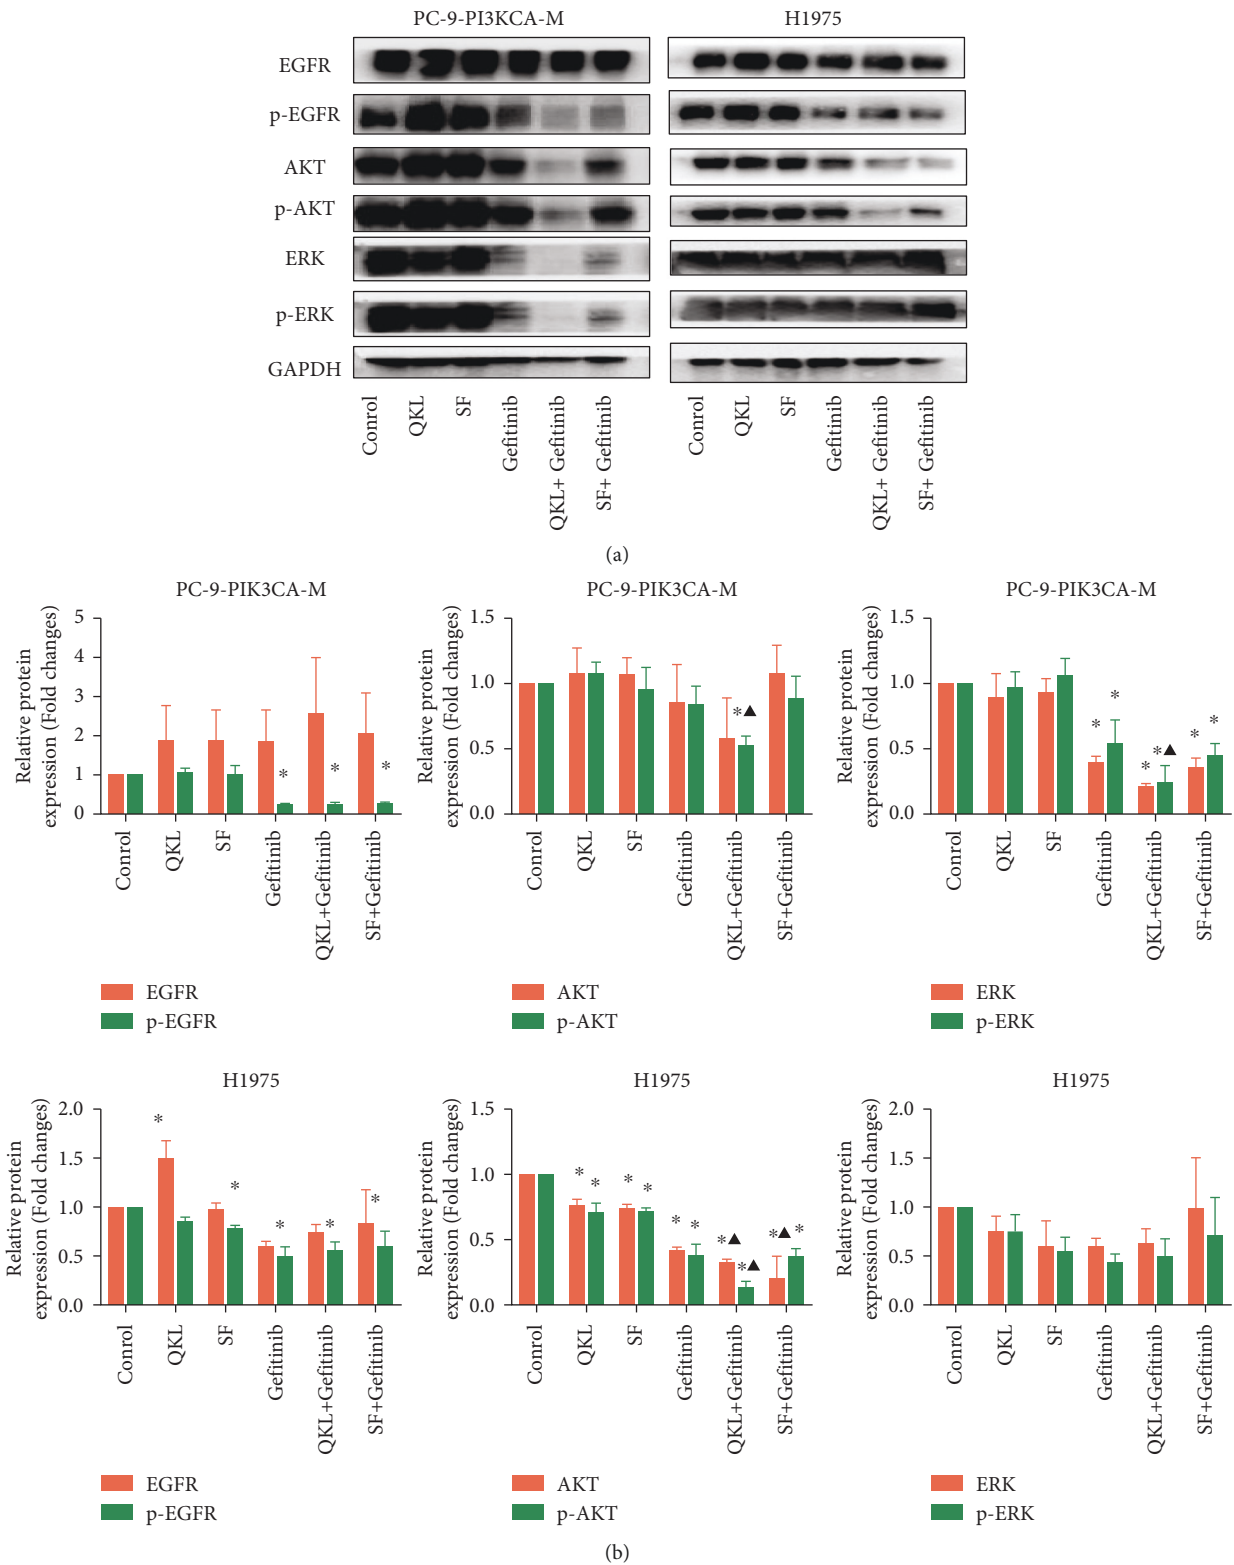 PC-9-PI3KCA-M
H1975
EGFR
p-EGFR
AKT
p-AKT
ERK
p-ERK
GAPDH
Conrol
QKL
SF
Gefitinib
QKL+ Gefitinib
SF+ Gefitinib
Conrol
QKL
SF
Gefitinib
QKL+ Gefitinib
SF+ Gefitinib
(a)
PC-9-PIK3CA-M
Relative protein
expression (Fold changes)
5
4
3
2
1
0
*
*
*
Conrol
QKL
SF
Gefitinib
QKL+Gefitinib
SF+Gefitinib
EGFR
p-EGFR
PC-9-PIK3CA-M
Relative protein
expression (Fold changes)
1.5
1.0
0.5
0.0
*▲
Conrol
QKL
SF
Gefitinib
QKL+Gefitinib
SF+Gefitinib
AKT
p-AKT
PC-9-PIK3CA-M
Relative protein
expression (Fold changes)
1.5
1.0
0.5
0.0
*
*
*
*▲
*
*
Conrol
QKL
SF
Gefitinib
QKL+Gefitinib
SF+Gefitinib
ERK
p-ERK
H1975
Relative protein
expression (Fold changes)
2.0
1.5
1.0
0.5
0.0
*
*
*
*
*
Conrol
QKL
SF
Gefitinib
QKL+Gefitinib
SF+Gefitinib
EGFR
p-EGFR
H1975
Relative protein
expression (Fold changes)
1.5
1.0
0.5
0.0
*
*
*
*
*
*
*▲
*▲
*▲
*
Conrol
QKL
SF
Gefitinib
QKL+Gefitinib
SF+Gefitinib
AKT
p-AKT
H1975
Relative protein
expression (Fold changes)
2.0
1.5
1.0
0.5
0.0
Conrol
QKL
SF
Gefitinib
QKL+Gefitinib
SF+Gefitinib
ERK
p-ERK
(b)